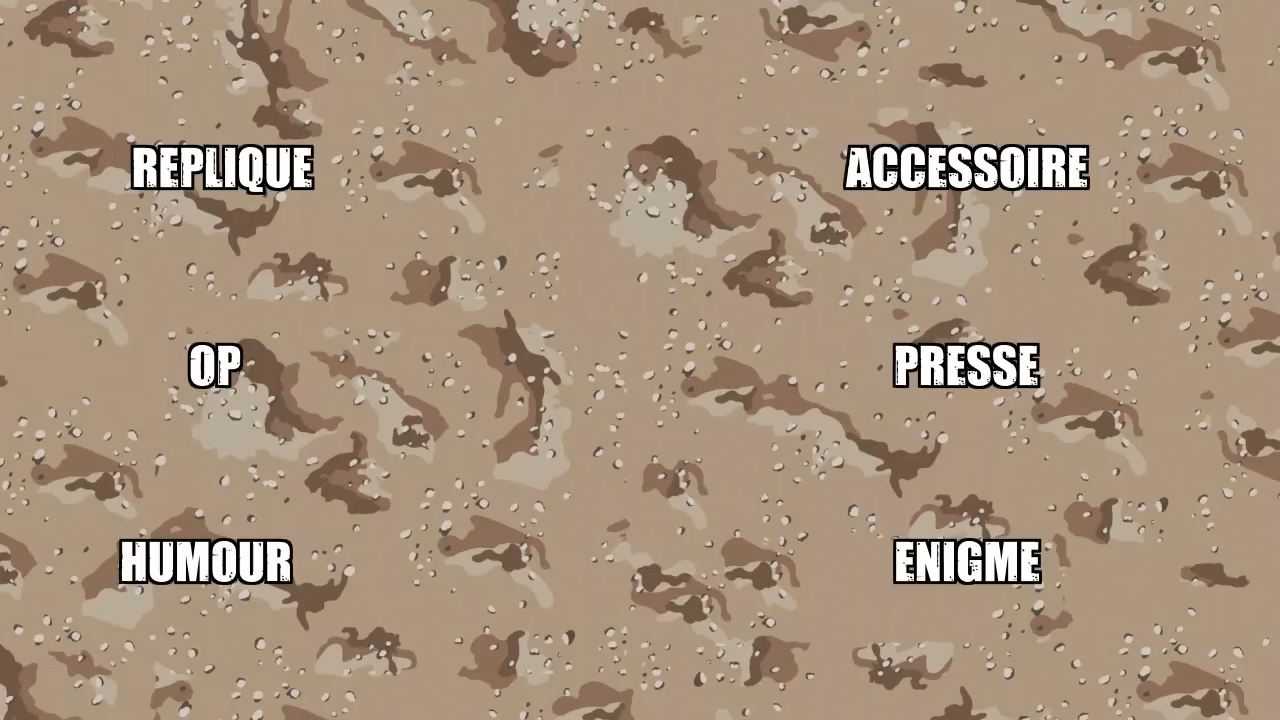 REPLIQUE
ACCESSOIRE
OP
PRESSE
HUMOUR
ENIGME